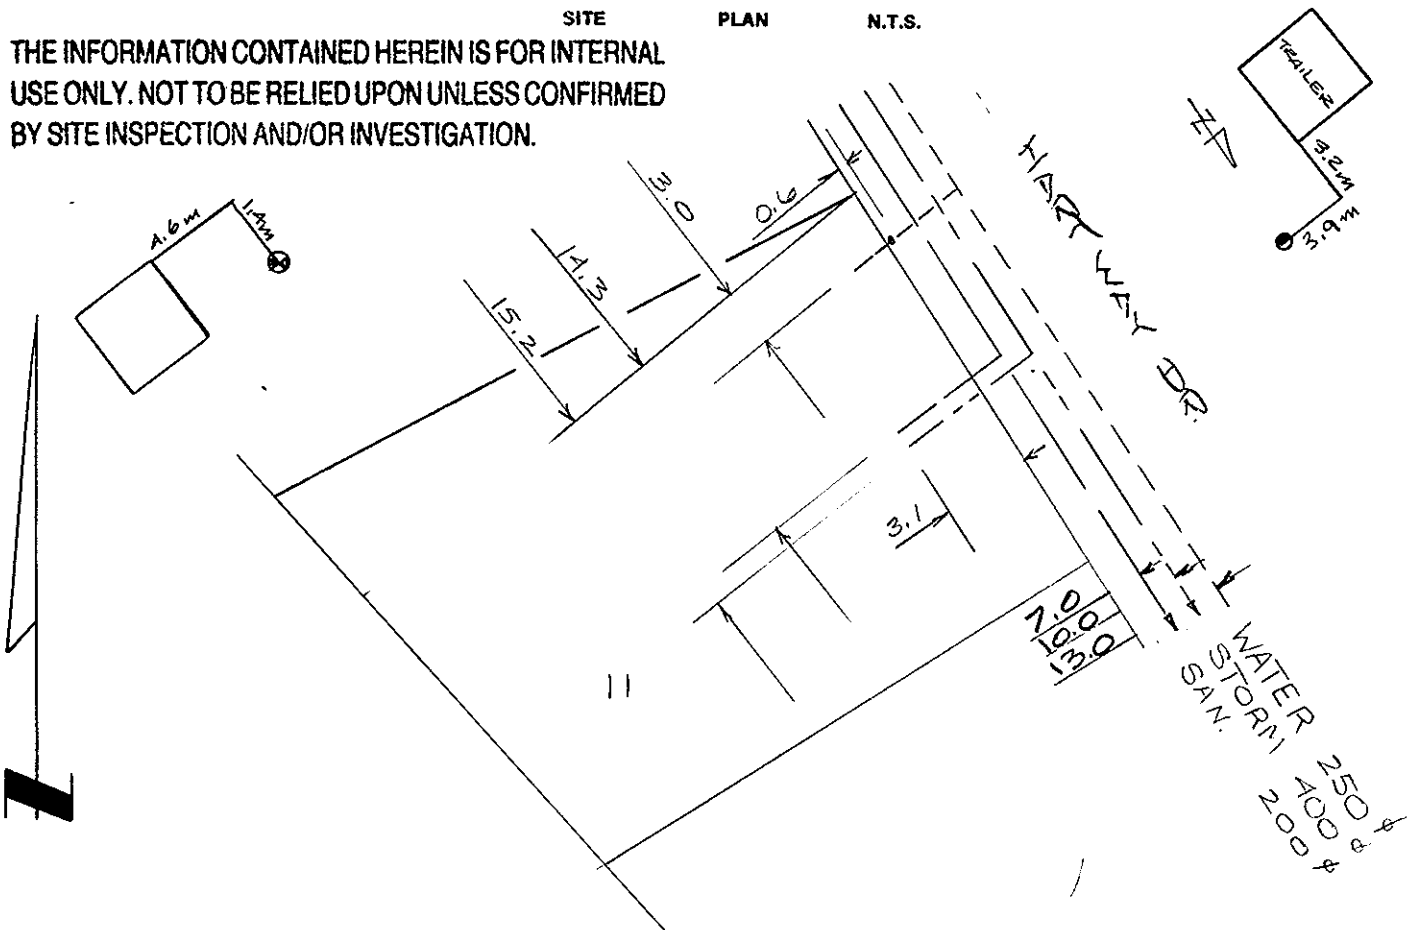 SITE PLAN N.T.S.
THE INFORMATION CONTAINED HEREIN IS FOR INTERNAL
USE ONLY. NOT TO BE RELIED UPON UNLESS CONFIRMED
BY SITE INSPECTION AND/OR INVESTIGATION.
TRAILER
3.2m
3.9m
N
4.6m
1.4m
3.0
0.6
14.3
15.2
WAY DR.
3.1
7.0
10.0
13.0
11
WATER 250 ϕ
STORM 400 ϕ
SAN. 200 ϕ
N